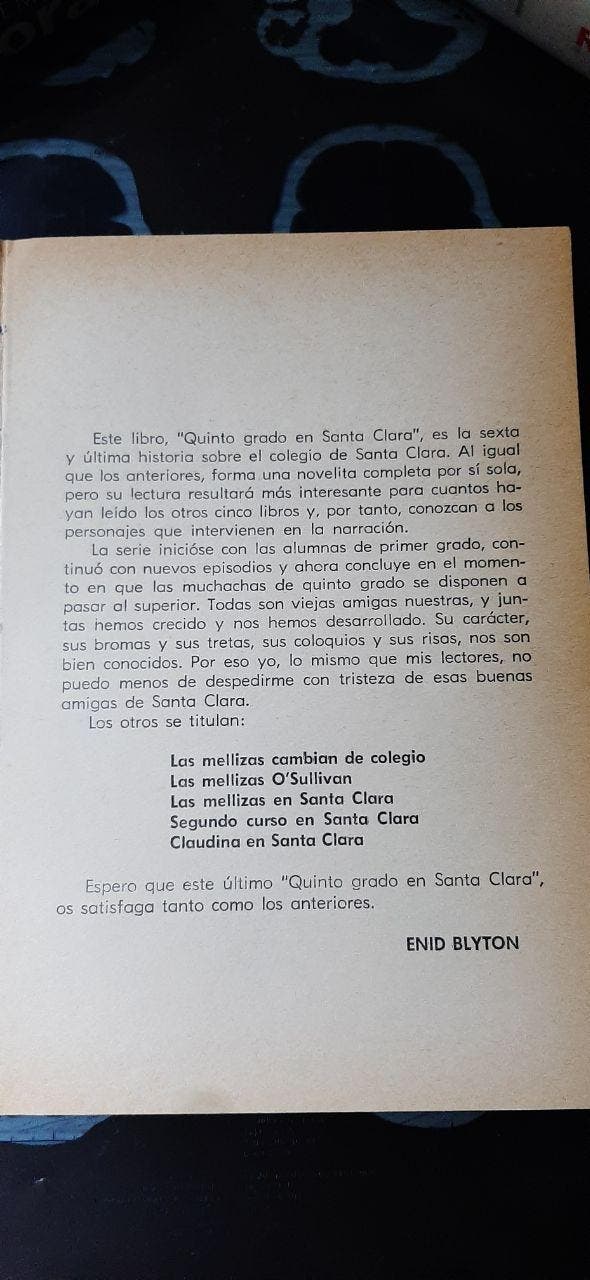 Este libro, "Quinto grado en Santa Clara", es la sexta
y última historia sobre el colegio de Santa Clara. Al igual
que los anteriores, forma una novelita completa por sí sola,
pero su lectura resultará más interesante para cuantos ha-
yan leído los otros cinco libros y, por tanto, conozcan a los
personajes que intervienen en la narración.
La serie inicióse con las alumnas de primer grado, con-
tinuó con nuevos episodios y ahora concluye en el momen-
to en que las muchachas de quinto grado se disponen a
pasar al superior. Todas son viejas amigas nuestras, y jun-
tas hemos crecido y nos hemos desarrollado. Su carácter,
sus bromas y sus tretas, sus coloquios y sus risas, nos son
bien conocidos. Por eso yo, lo mismo que mis lectores, no
puedo menos de despedirme con tristeza de esas buenas
amigas de Santa Clara.
Los otros se titulan:
Las mellizas cambian de colegio
Las mellizas O'Sullivan
Las mellizas en Santa Clara
Segundo curso en Santa Clara
Claudina en Santa Clara
Espero que este último "Quinto grado en Santa Clara",
os satisfaga tanto como los anteriores.
ENID BLYTON